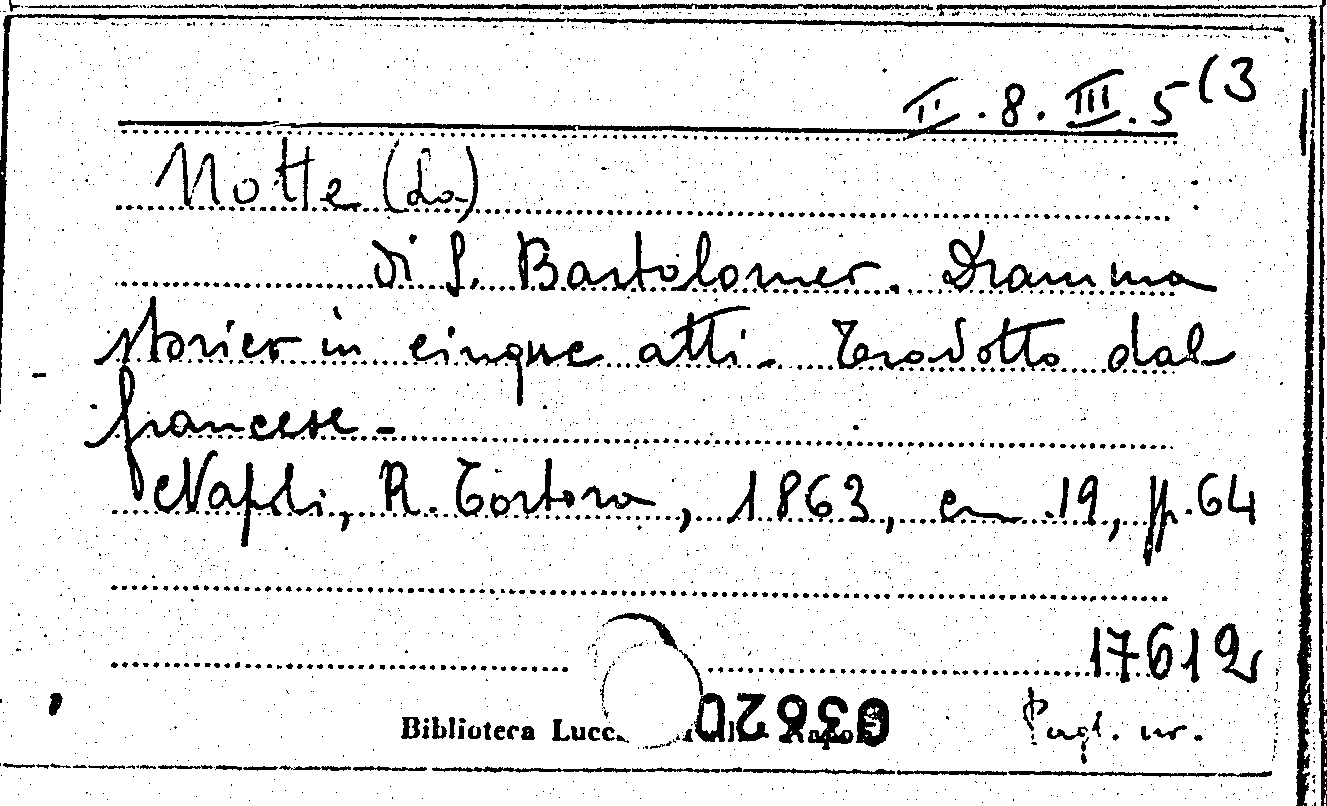 II.8.III.5(3
Notte (La)
di S. Bartolomeo. Dramma
storico in cinque atti. Tradotto dal
francese.
Napoli, R. Tortora, 1863, cm 19, pp. 64
17612
Biblioteca Lucc